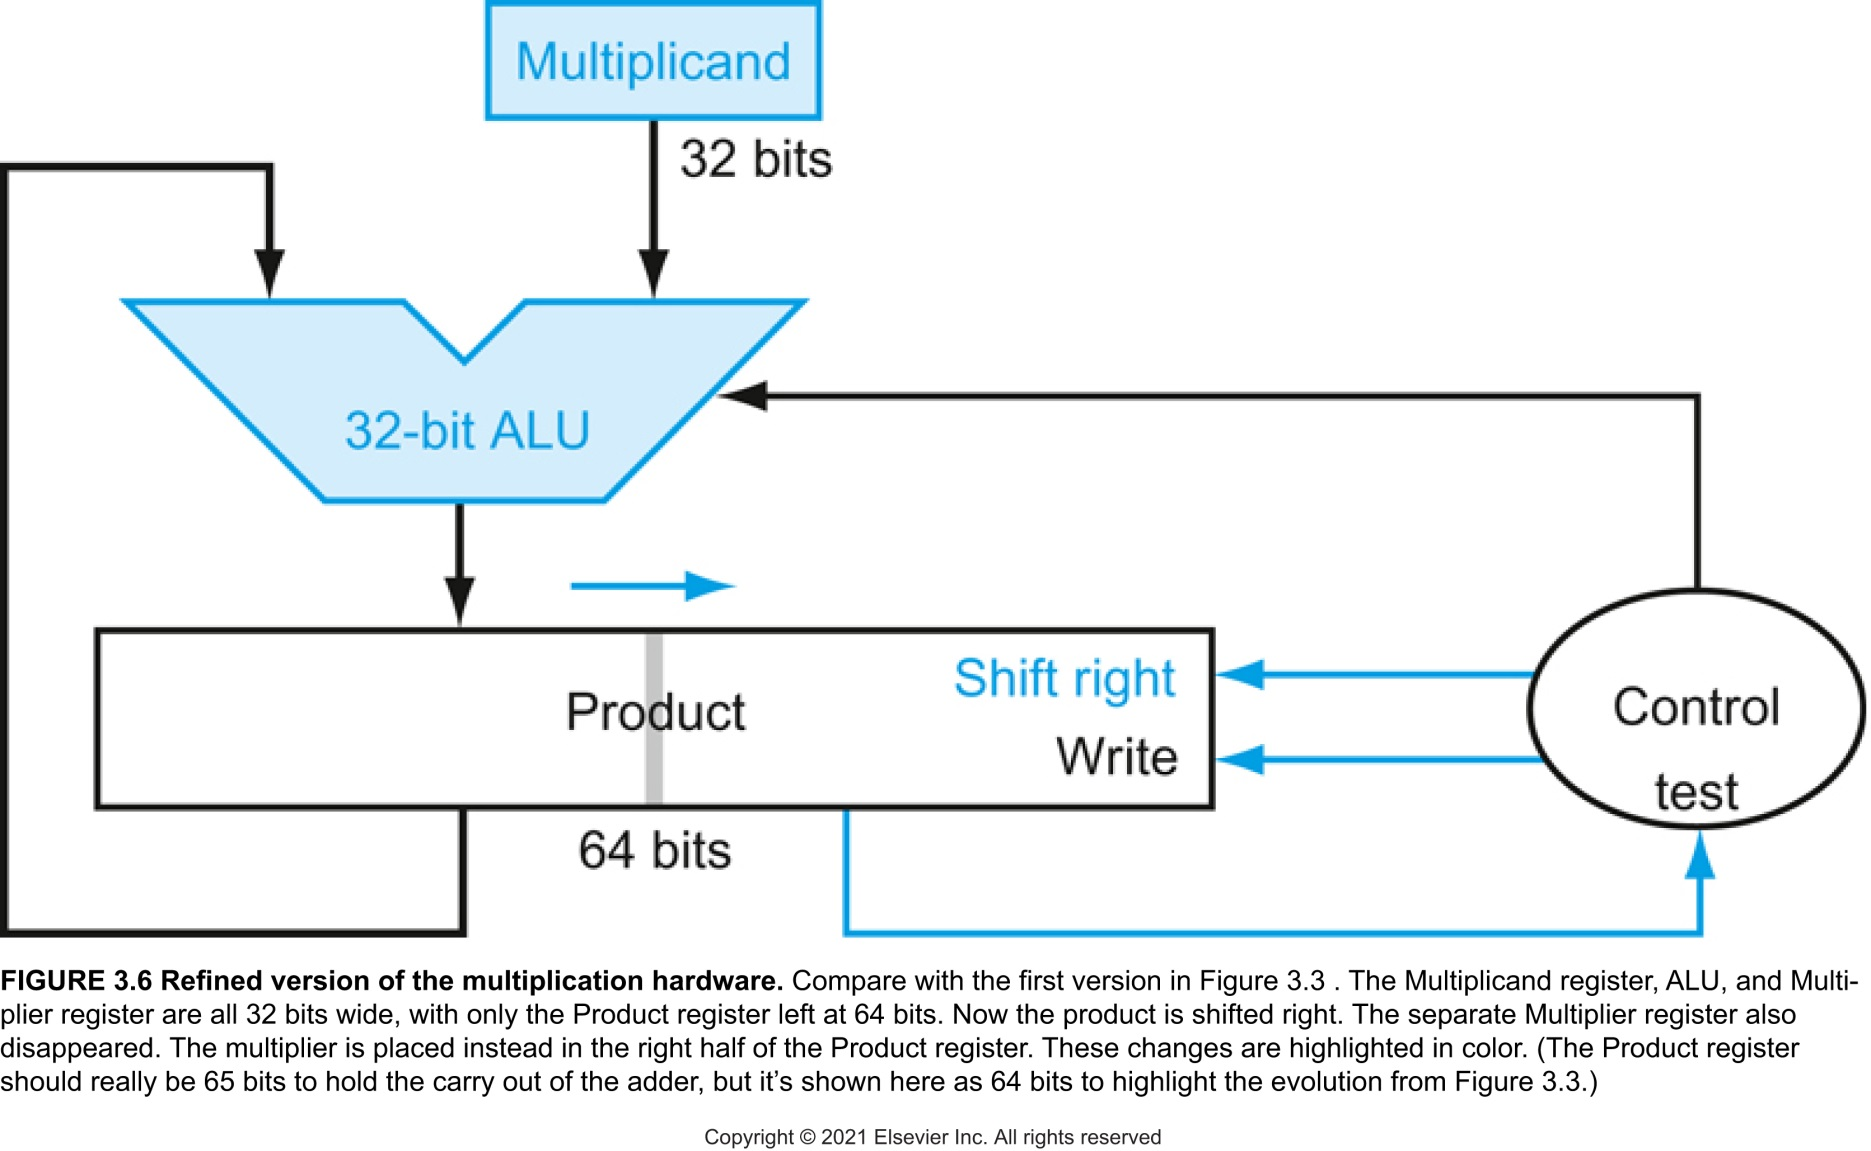 Multiplicand
32 bits
32-bit ALU
Shift right
Product
Write
Control
test
64 bits
FIGURE 3.6 Refined version of the multiplication hardware. Compare with the first version in Figure 3.3 . The Multiplicand register, ALU, and Multi-
plier register are all 32 bits wide, with only the Product register left at 64 bits. Now the product is shifted right. The separate Multiplier register also
disappeared. The multiplier is placed instead in the right half of the Product register. These changes are highlighted in color. (The Product register
should really be 65 bits to hold the carry out of the adder, but it’s shown here as 64 bits to highlight the evolution from Figure 3.3.)
Copyright © 2021 Elsevier Inc. All rights reserved